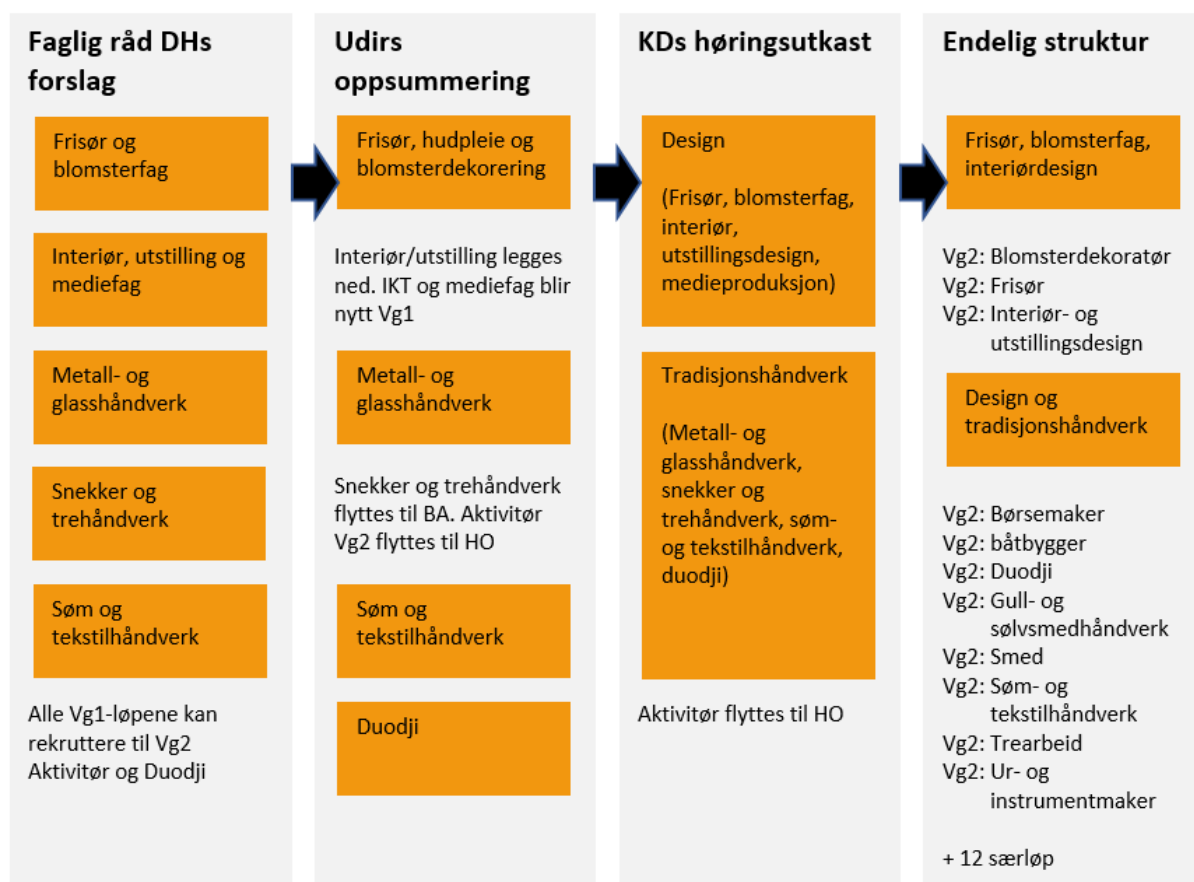 Faglig råd DHs
forslag
Frisør og
blomsterfag
Interiør, utstilling og
mediefag
Metall- og
glasshåndverk
Snekker og
trehåndverk
Søm og
tekstilhåndverk
Alle Vg1-løpene kan
rekruttere til Vg2
Aktivitør og Duodji
Udirs
oppsummering
Frisør, hudpleie og
blomsterdekorering
Interiør/utstilling legges
ned. IKT og mediefag blir
nytt Vg1
Metall- og
glasshåndverk
Snekker og trehåndverk
flyttes til BA. Aktivitør
Vg2 flyttes til HO
Søm og
tekstilhåndverk
Duodji
KDs høringsutkast
Design
(Frisør, blomsterfag,
interiør,
utstillingsdesign,
medieproduksjon)
Tradisjonshåndverk
(Metall- og
glasshåndverk,
snekker og
trehåndverk, søm-
og tekstilhåndverk,
duodji)
Aktivitør flyttes til HO
Endelig struktur
Frisør, blomsterfag,
interiørdesign
Vg2: Blomsterdekoratør
Vg2: Frisør
Vg2: Interiør- og
utstillingsdesign
Design og
tradisjonshåndverk
Vg2: Børsemaker
Vg2: båtbygger
Vg2: Duodji
Vg2: Gull- og
sølvsmedhåndverk
Vg2: Smed
Vg2: Søm- og
tekstilhåndverk
Vg2: Trearbeid
Vg2: Ur- og
instrumentmaker
+ 12 særløp